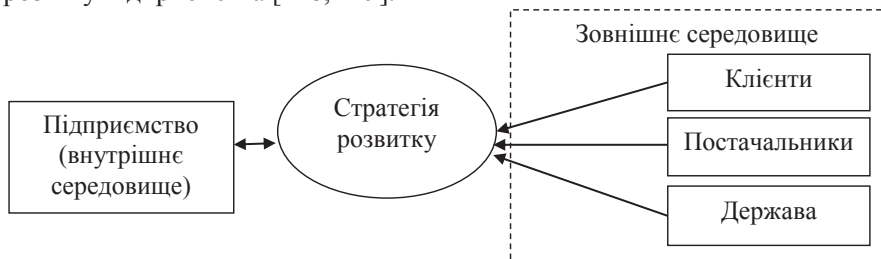 Зовнішнє середовище
Клієнти
Стратегія
розвитку
Підприємство
(внутрішнє
середовище)
Постачальники
Держава